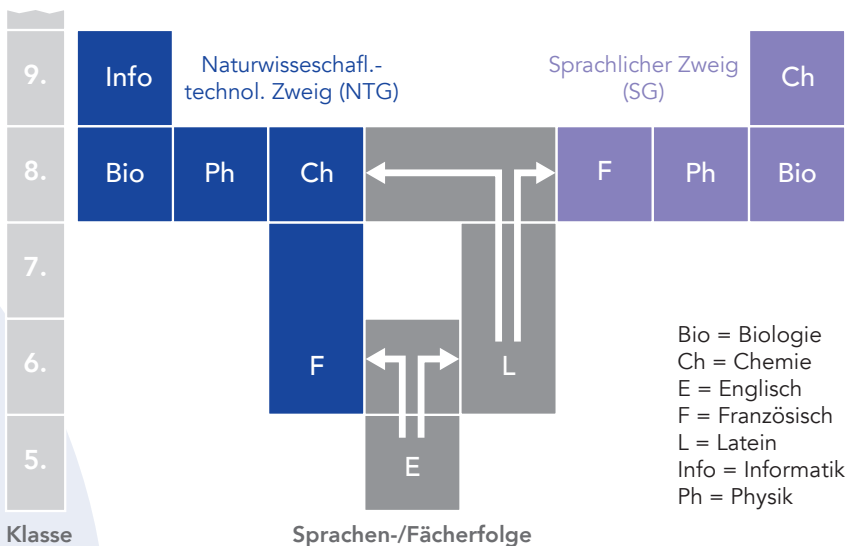 9.
Info
Naturwisseschafl.-
technol. Zweig (NTG)
Sprachlicher Zweig
(SG)
Ch
8.
Bio
Ph
Ch
F
Ph
Bio
7.
6.
F
L
5.
E
Bio = Biologie
Ch = Chemie
E = Englisch
F = Französisch
L = Latein
Info = Informatik
Ph = Physik
Klasse
Sprachen-/Fächerfolge